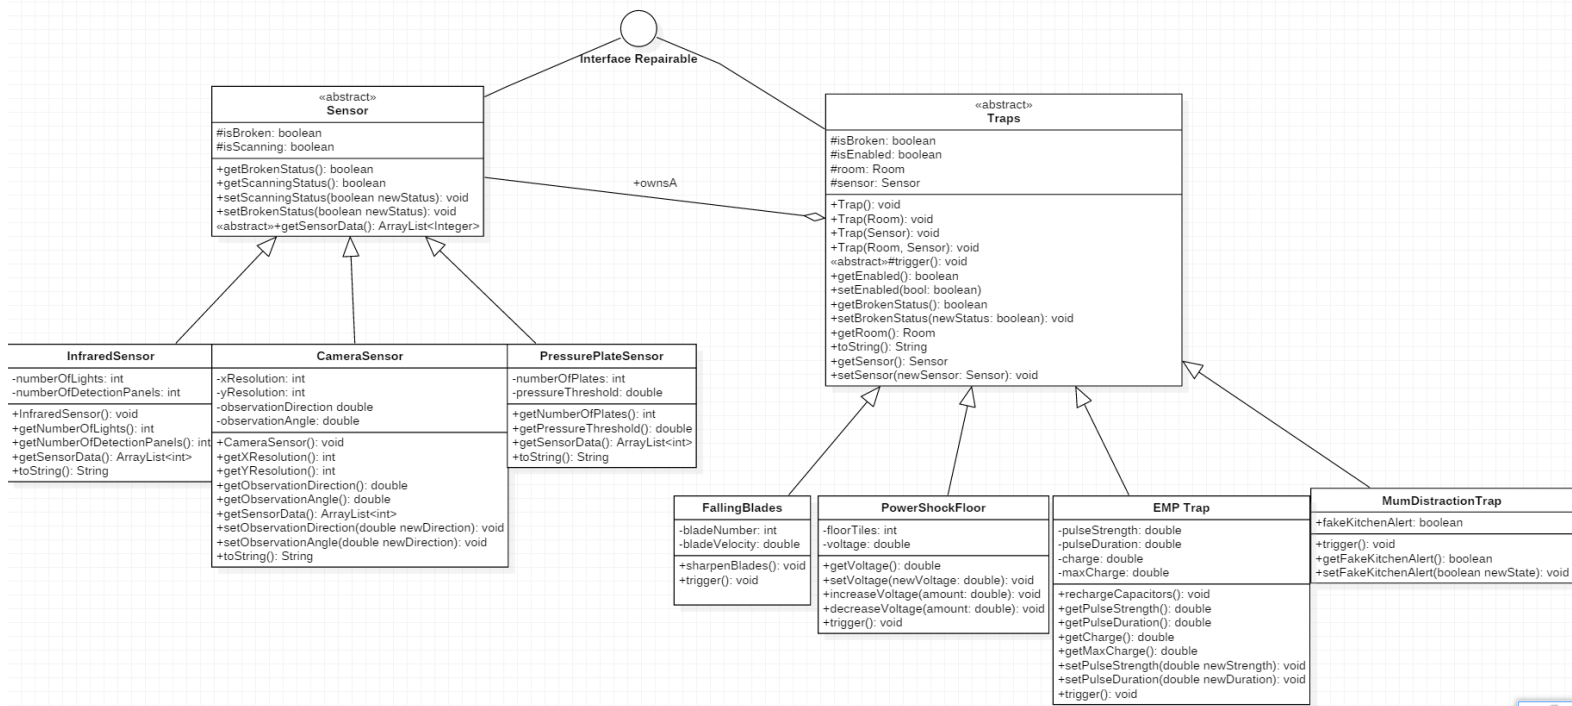 Interface Repairable
«abstract»
Sensor
#isBroken: boolean
#isScanning: boolean
+getBrokenStatus(): boolean
+getScanningStatus(): boolean
+setScanningStatus(boolean newStatus): void
+setBrokenStatus(boolean newStatus): void
«abstract»+getSensorData(): ArrayList<Integer>
+ownsA
«abstract»
Traps
#isBroken: boolean
#isEnabled: boolean
#room: Room
#sensor: Sensor
+Trap(): void
+Trap(Room): void
+Trap(Sensor): void
+Trap(Room, Sensor): void
«abstract»#trigger(): void
+getEnabled(): boolean
+setEnabled(bool: boolean)
+getBrokenStatus(): boolean
+setBrokenStatus(newStatus: boolean): void
+getRoom(): Room
+toString(): String
+getSensor(): Sensor
+setSensor(newSensor: Sensor): void
InfraredSensor
-numberOfLights: int
-numberOfDetectionPanels: int
+InfraredSensor(): void
+getNumberOfLights(): int
+getNumberOfDetectionPanels(): int
+getSensorData(): ArrayList<int>
+toString(): String
CameraSensor
-xResolution: int
-yResolution: int
-observationDirection double
-observationAngle: double
+CameraSensor(): void
+getXResolution(): int
+getYResolution(): int
+getObservationDirection(): double
+getObservationAngle(): double
+getSensorData(): ArrayList<int>
+setObservationDirection(double newDirection): void
+setObservationAngle(double newDirection): void
+toString(): String
PressurePlateSensor
-numberOfPlates: int
-pressureThreshold: double
+getNumberOfPlates(): int
+getPressureThreshold(): double
+getSensorData(): ArrayList<int>
+toString(): String
FallingBlades
-bladeNumber: int
-bladeVelocity: double
+sharpenBlades(): void
+trigger(): void
PowerShockFloor
-floorTiles: int
-voltage: double
+getVoltage(): double
+setVoltage(newVoltage: double): void
+increaseVoltage(amount: double): void
+decreaseVoltage(amount: double): void
+trigger(): void
EMP Trap
-pulseStrength: double
-pulseDuration: double
-charge: double
-maxCharge: double
+rechargeCapacitors(): void
+getPulseStrength(): double
+getPulseDuration(): double
+getCharge(): double
+getMaxCharge(): double
+setPulseStrength(double newStrength): void
+setPulseDuration(double newDuration): void
+trigger(): void
MumDistractionTrap
+fakeKitchenAlert: boolean
+trigger(): void
+getFakeKitchenAlert(): boolean
+setFakeKitchenAlert(boolean newState): void